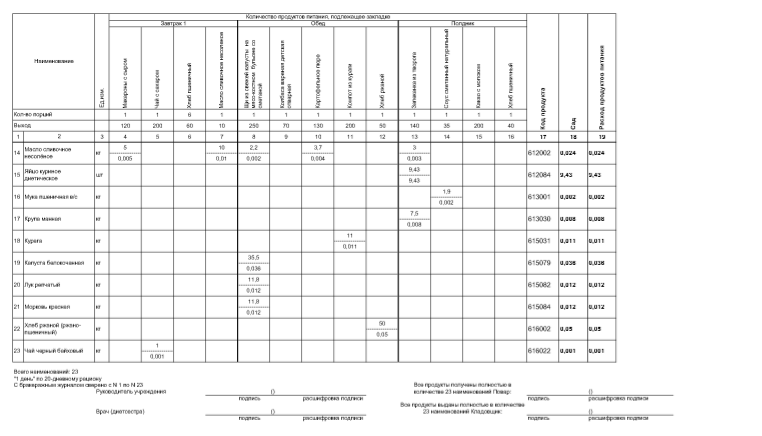 Количество продуктов питания, подлежащее закладке
Завтрак 1 Обед Полдник
Наименование Ед.изм. Макароны с сыром Чай с сахаром Хлеб пшеничный Масло сливочное несоленое Щи из свежей капусты на мясо-костном бульоне со сметаной Колбаса вареная детская отварная Картофельное пюре Компот из кураги Хлеб ржаной Запеканка из творога Соус сметанный натуральный Какао с молоком Хлеб пшеничный Код продукта Сад Расход продуктов питания
Кол-во порций 1 1 6 1 1 1 1 1 1 1 1 1 1
Выход 120 200 80 10 250 70 130 200 50 140 35 200 40
1 2 3 4 5 6 7 8 9 10 11 12 13 14 15 16 17 18 19
14 Масло сливочное несолёное кг 5 10 2,2 3,7 3 612002 0,024 0,024
0,005 0,01 0,002 0,004 0,003
15 Яйцо куриное диетическое шт 9,43 612084 9,43 9,43
9,43
16 Мука пшеничная в/с кг 1,9 613001 0,002 0,002
0,002
17 Крупа манная кг 7,5 613030 0,008 0,008
0,008
18 Курага кг 11 615031 0,011 0,011
0,011
19 Капуста белокочанная кг 35,5 615079 0,036 0,036
0,036
20 Лук репчатый кг 11,8 615082 0,012 0,012
0,012
21 Морковь красная кг 11,8 615084 0,012 0,012
0,012
22 Хлеб ржаной (ржано-пшеничный) кг 50 616002 0,05 0,05
0,05
23 Чай черный байховый кг 1 616022 0,001 0,001
0,001
Всего наименований: 23
"1 день" по 20-дневному рациону
С бракеражным журналом сверено с N 1 по N 23
Руководитель учреждения ()
подпись расшифровка подписи
Врач (диетсестра) ()
подпись расшифровка подписи
Все продукты получены полностью в
количестве 23 наименований Повар: ()
подпись расшифровка подписи
Все продукты выданы полностью в количестве
23 наименований Кладовщик: ()
подпись расшифровка подписи